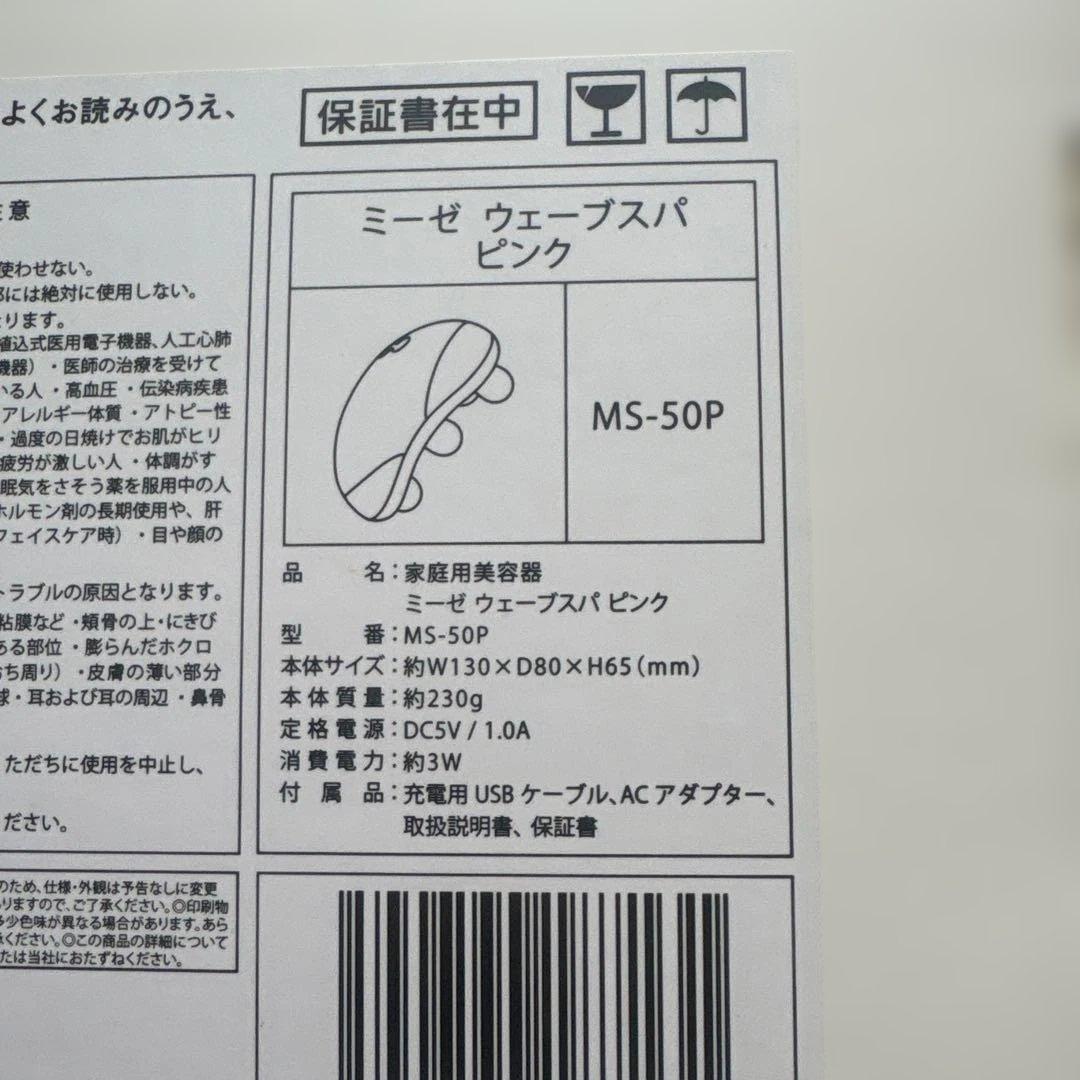 よくお読みのうえ、
保証書在中
意
使わせない。
には絶対に使用しない。
ります。
植込式医用電子機器、人工心肺
機器）・医師の治療を受けて
いる人・高血圧・伝染病疾患
アレルギー体質・アトピー性
・過度の日焼けでお肌がヒリ
疲労が激しい人・体調がす
眠気をさそう薬を服用中の人
ホルモン剤の長期使用や、肝
フェイスケア時）・目や顔の
トラブルの原因となります。
粘膜など・頬骨の上・にきび
ある部位・膨らんだホクロ
ち周り）・皮膚の薄い部分
球・耳および耳の周辺・鼻骨
ただちに使用を中止し、
ださい。
のため、仕様・外観は予告なしに変更
りますので、ご了承ください。◎印刷物
多少色味が異なる場合があります。あら
ください。◎この商品の詳細について
たは当社におたずねください。
ミーゼ ウェーブスパ
ピンク
MS-50P
品名：家庭用美容器
ミーゼ ウェーブスパ ピンク
型番：MS-50P
本体サイズ：約W130×D80×H65（mm）
本体質量：約230g
定格電源：DC5V / 1.0A
消費電力：約3W
付属品：充電用 USB ケーブル、AC アダプター、
取扱説明書、保証書